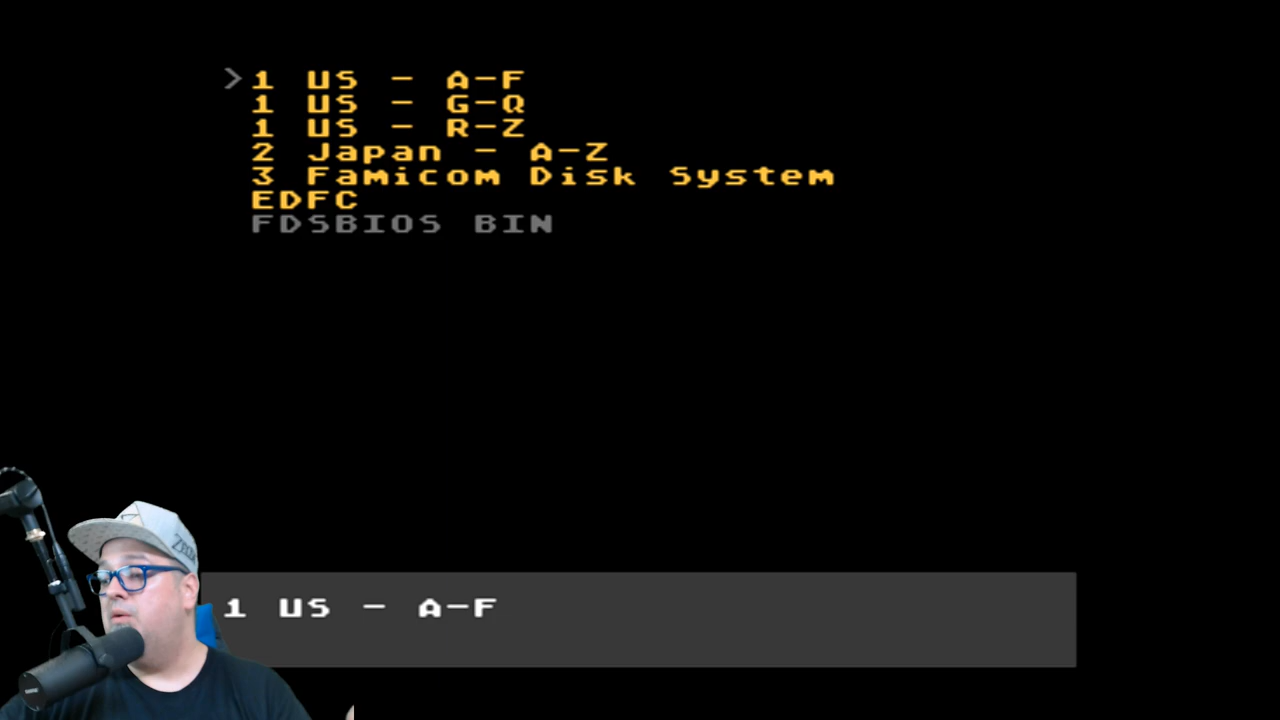 >1 US - A-F
1 US - G-Q
1 US - R-Z
2 Japan - A-Z
3 Famicom Disk System
EDFC
FDSBIOS BIN
1 US - A-F